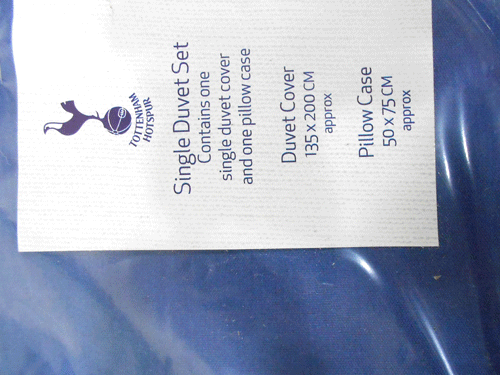 TOTTENHAM
HOTSPUR
Single Duvet Set
Contains one
single duvet cover
and one pillow case
Duvet Cover
135 x 200 CM
approx
Pillow Case
50 x 75 CM
approx